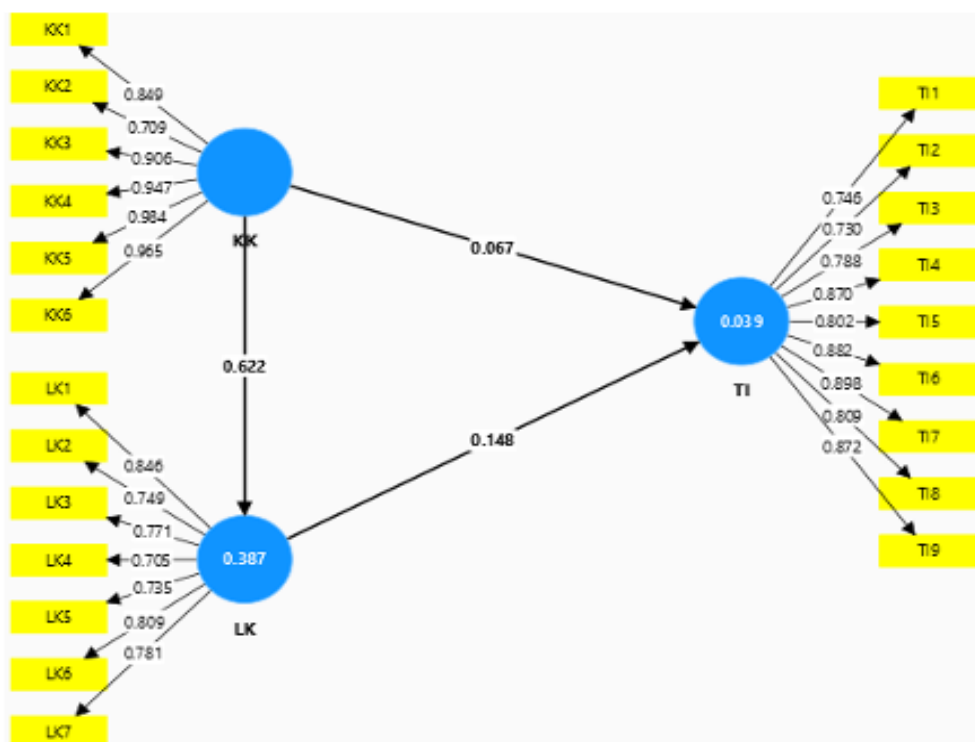 KK1
KK2
KK3
KK4
KK5
KK6
0.849
0.709
0.906
0.947
0.984
0.965
KK
0.067
0.622
0.148
LK1
LK2
LK3
LK4
LK5
LK6
LK7
0.846
0.749
0.771
0.705
0.735
0.809
0.781
0.387
LK
0.039
TI
0.746
0.730
0.788
0.870
0.802
0.882
0.898
0.809
0.872
TI1
TI2
TI3
TI4
TI5
TI6
TI7
TI8
TI9